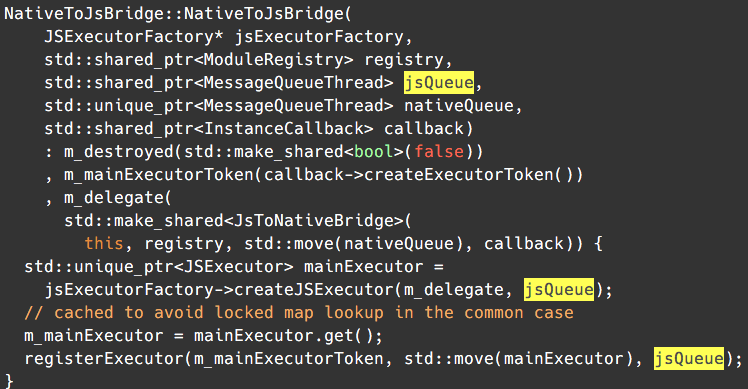 NativeToJsBridge::NativeToJsBridge(
    JSExecutorFactory* jsExecutorFactory,
    std::shared_ptr<ModuleRegistry> registry,
    std::shared_ptr<MessageQueueThread> jsQueue,
    std::unique_ptr<MessageQueueThread> nativeQueue,
    std::shared_ptr<InstanceCallback> callback)
    : m_destroyed(std::make_shared<bool>(false))
    , m_mainExecutorToken(callback->createExecutorToken())
    , m_delegate(
      std::make_shared<JsToNativeBridge>(
        this, registry, std::move(nativeQueue), callback)) {
  std::unique_ptr<JSExecutor> mainExecutor =
    jsExecutorFactory->createJSExecutor(m_delegate, jsQueue);
  // cached to avoid locked map lookup in the common case
  m_mainExecutor = mainExecutor.get();
  registerExecutor(m_mainExecutorToken, std::move(mainExecutor), jsQueue);
}